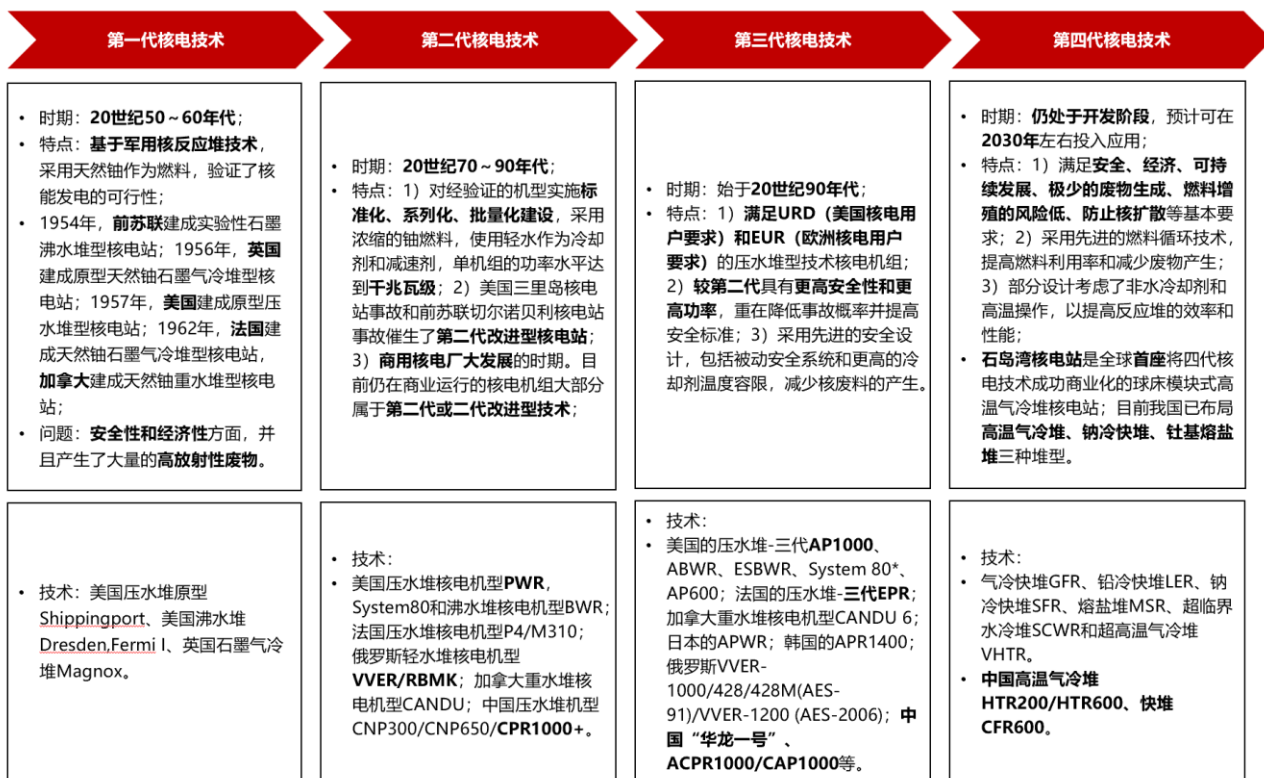 第一代核电技术
第二代核电技术
第三代核电技术
第四代核电技术
• 时期：20世纪50～60年代；
• 特点：基于军用核反应堆技术，
采用天然铀作为燃料，验证了核
能发电的可行性；
• 1954年，前苏联建成实验性石墨
沸水堆型核电站；1956年，英国
建成原型天然铀石墨气冷堆型核
电站；1957年，美国建成原型压
水堆型核电站；1962年，法国建
成天然铀石墨气冷堆型核电站，
加拿大建成天然铀重水堆型核电
站；
• 问题：安全性和经济性方面，并
且产生了大量的高放射性废物。
• 时期：20世纪70～90年代；
• 特点：1）对经验证的机型实施标
准化、系列化、批量化建设，采用
浓缩的铀燃料，使用轻水作为冷却
剂和减速剂，单机组的功率水平达
到千兆瓦级；2）美国三里岛核电
站事故和前苏联切尔诺贝利核电站
事故催生了第二代改进型核电站；
3）商用核电厂大发展的时期。目
前仍在商业运行的核电机组大部分
属于第二代或二代改进型技术；
• 时期：始于20世纪90年代；
• 特点：1）满足URD（美国核电用
户要求）和EUR（欧洲核电用户
要求）的压水堆型技术核电机组；
2）较第二代具有更高安全性和更
高功率，重在降低事故概率并提高
安全标准；3）采用先进的安全设
计，包括被动安全系统和更高的冷
却剂温度容限，减少核废料的产生。
• 时期：仍处于开发阶段，预计可在
2030年左右投入应用；
• 特点：1）满足安全、经济、可持
续发展、极少的废物生成、燃料增
殖的风险低、防止核扩散等基本要
求；2）采用先进的燃料循环技术，
提高燃料利用率和减少废物产生；
3）部分设计考虑了非水冷却剂和
高温操作，以提高反应堆的效率和
性能；
• 石岛湾核电站是全球首座将四代核
电技术成功商业化的球床模块式高
温气冷堆核电站；目前我国已布局
高温气冷堆、钠冷快堆、钍基熔盐
堆三种堆型。
• 技术：美国压水堆原型
Shippingport、美国沸水堆
Dresden,Fermi I、英国石墨气冷
堆Magnox。
• 技术：
• 美国压水堆核电机型PWR，
System80和沸水堆核电机型BWR；
法国压水堆核电机型P4/M310；
俄罗斯轻水堆核电机型
VVER/RBMK；加拿大重水堆核
电机型CANDU；中国压水堆机型
CNP300/CNP650/CPR1000+。
• 技术：
• 美国的压水堆-三代AP1000、
ABWR、ESBWR、System 80*、
AP600；法国的压水堆-三代EPR；
加拿大重水堆核电机型CANDU 6；
日本的APWR；韩国的APR1400；
俄罗斯VVER-
1000/428/428M(AES-
91)/VVER-1200 (AES-2006)；中
国“华龙一号”、
ACPR1000/CAP1000等。
• 技术：
• 气冷快堆GFR、铅冷快堆LER、钠
冷快堆SFR、熔盐堆MSR、超临界
水冷堆SCWR和超高温气冷堆
VHTR。
• 中国高温气冷堆
HTR200/HTR600、快堆
CFR600。